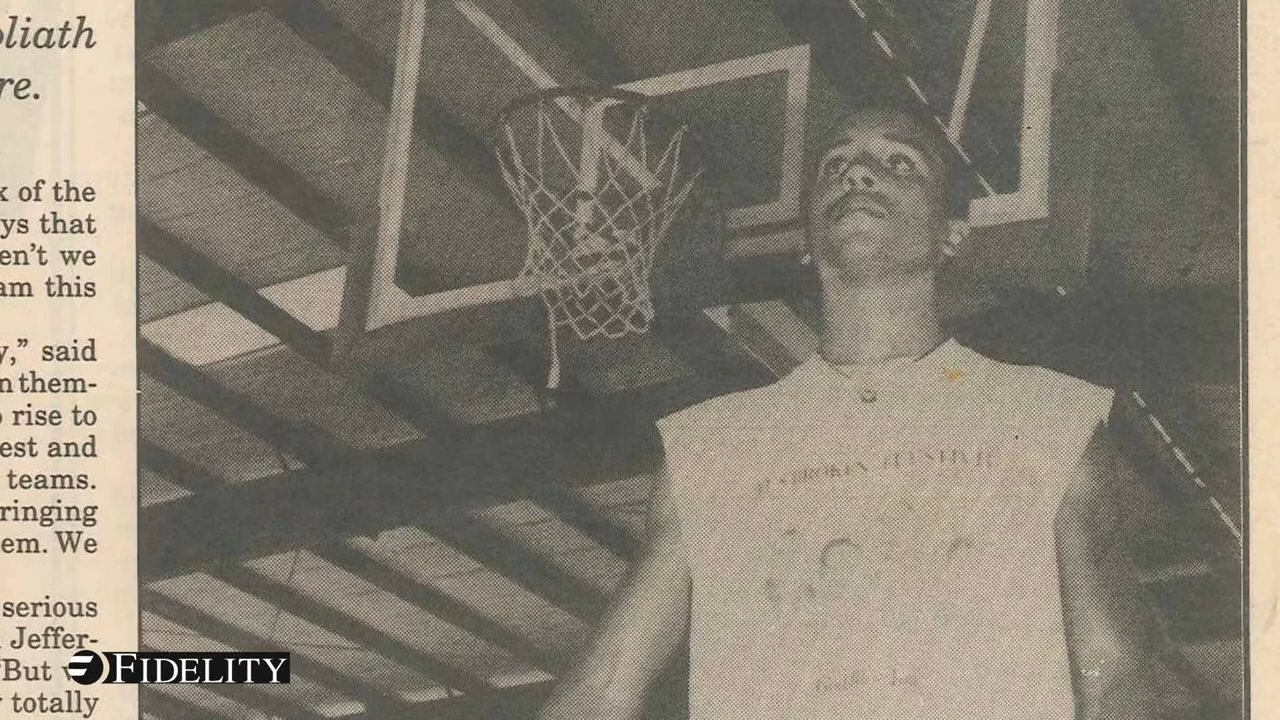 oliath
re.
k of the
ys that
en't we
am this
y,” said
n them-
o rise to
est and
teams.
ringing
em. We
serious
Jeffer-
“But
totally
FIDELITY